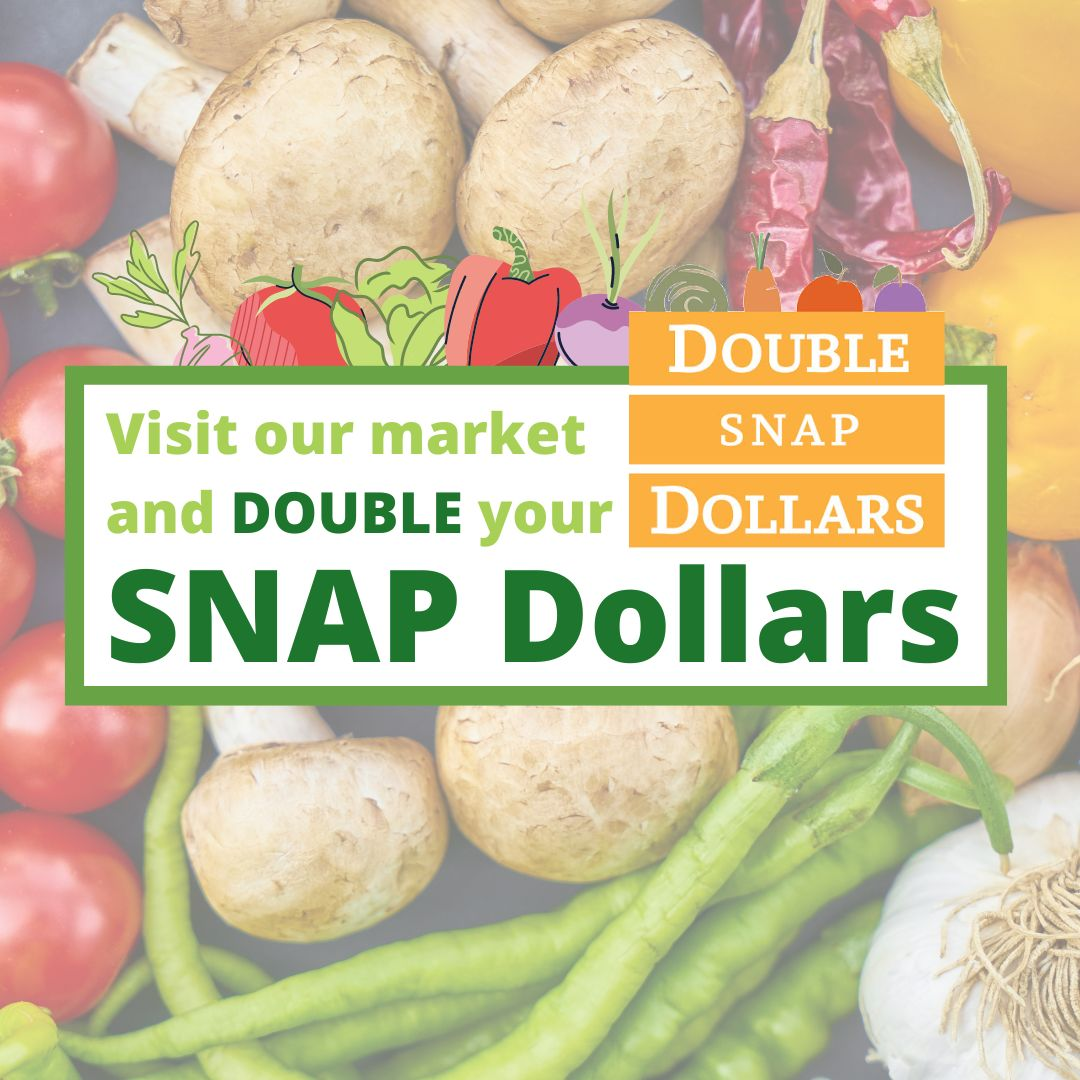 Visit our market
and DOUBLE your
SNAP Dollars
DOUBLE
SNAP
DOLLARS